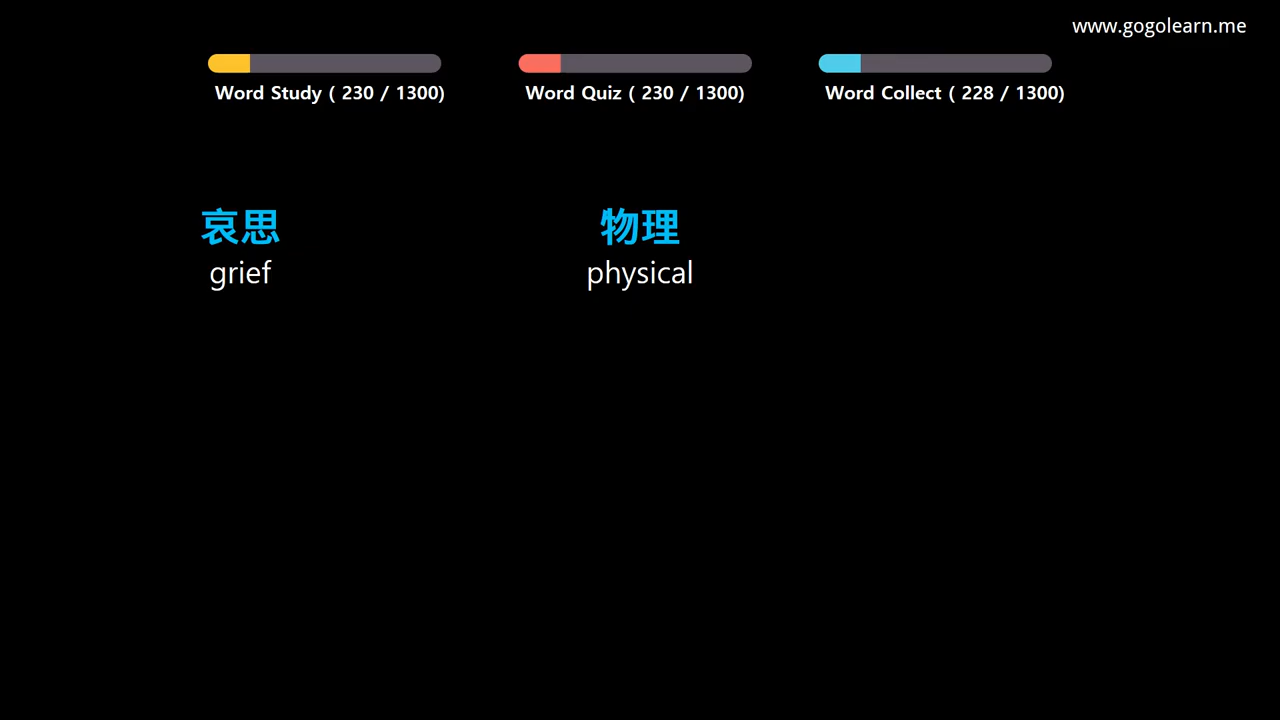 www.gogolearn.me
Word Study ( 230 / 1300)
Word Quiz ( 230 / 1300)
Word Collect ( 228 / 1300)
哀思
物理
grief
physical